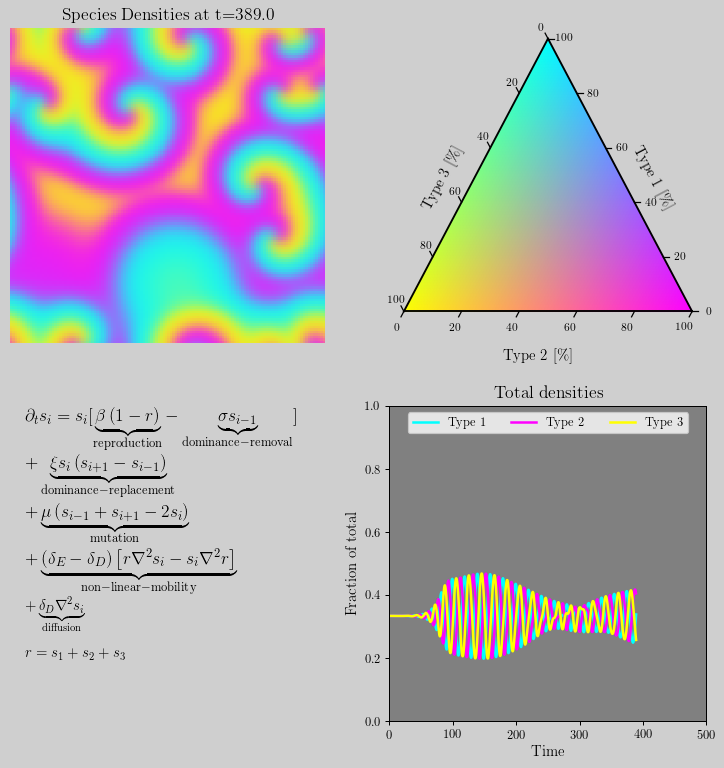 Species Densities at t=389.0
0
100
20
80
40
60
Type 3 [%]
Type 1 [%]
60
40
80
20
100
0
0
20
40
60
80
100
Type 2 [%]
∂ₜsᵢ = sᵢ[β (1 − r) − σsᵢ₋₁ ]
reproduction dominance−removal
+ ξsᵢ (sᵢ₊₁ − sᵢ₋₁)
dominance−replacement
+ μ (sᵢ₋₁ + sᵢ₊₁ − 2sᵢ)
mutation
+ (δ_E − δ_D) [r∇²sᵢ − sᵢ∇²r]
non−linear−mobility
+ δ_D∇²sᵢ
diffusion
r = s₁ + s₂ + s₃
Total densities
Type 1 Type 2 Type 3
Fraction of total
1.0
0.8
0.6
0.4
0.2
0.0
0 100 200 300 400 500
Time